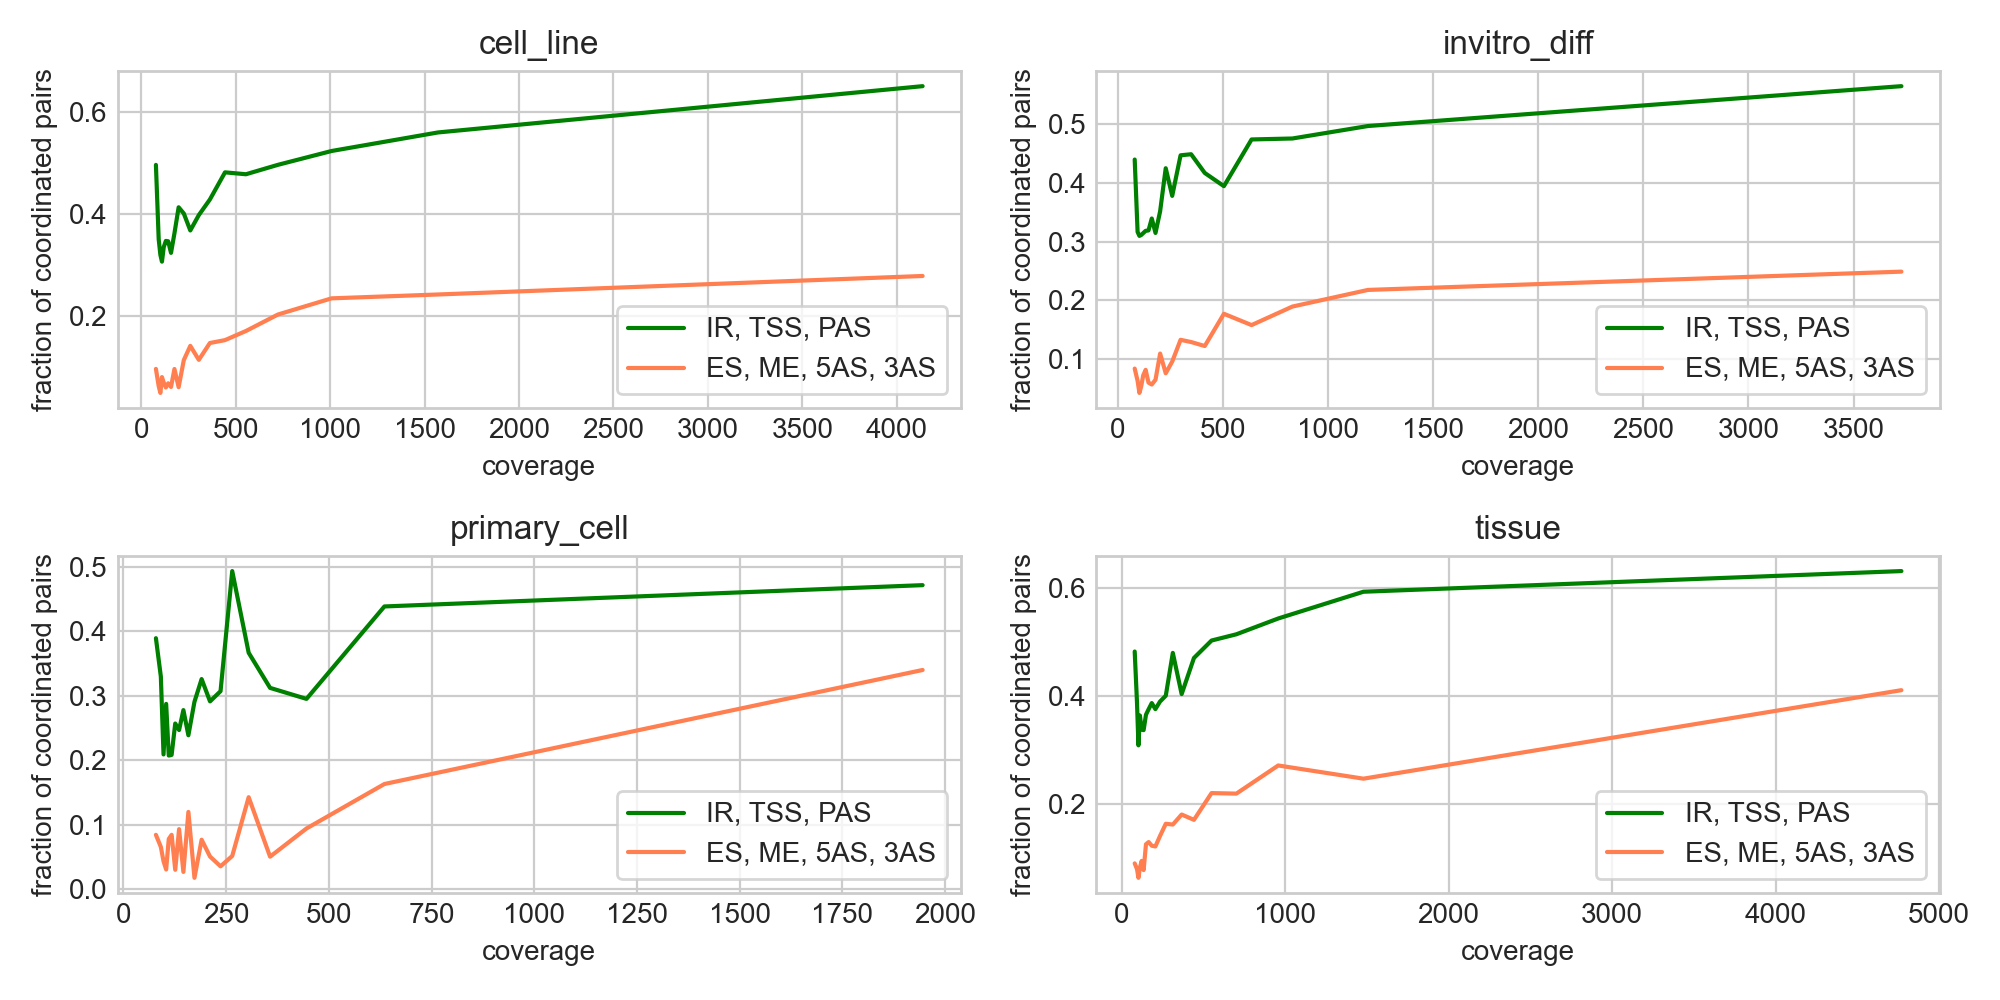 cell_line
fraction of coordinated pairs
0.6
0.4
0.2
IR, TSS, PAS
ES, ME, 5AS, 3AS
0 500 1000 1500 2000 2500 3000 3500 4000
coverage
invitro_diff
fraction of coordinated pairs
0.5
0.4
0.3
0.2
0.1
IR, TSS, PAS
ES, ME, 5AS, 3AS
0 500 1000 1500 2000 2500 3000 3500
coverage
primary_cell
fraction of coordinated pairs
0.5
0.4
0.3
0.2
0.1
0.0
IR, TSS, PAS
ES, ME, 5AS, 3AS
0 250 500 750 1000 1250 1500 1750 2000
coverage
tissue
fraction of coordinated pairs
0.6
0.4
0.2
IR, TSS, PAS
ES, ME, 5AS, 3AS
0 1000 2000 3000 4000 5000
coverage